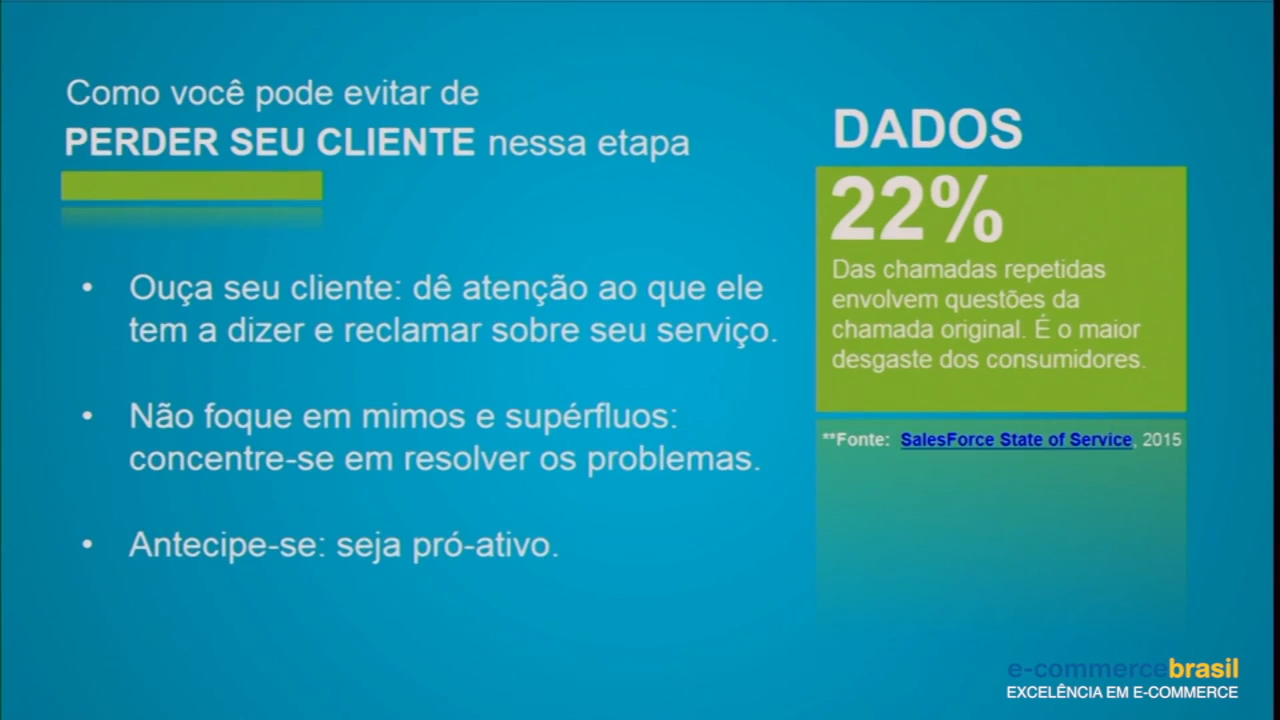 Como você pode evitar de
PERDER SEU CLIENTE nessa etapa
• Ouça seu cliente: dê atenção ao que ele
tem a dizer e reclamar sobre seu serviço.
• Não foque em mimos e supérfluos:
concentre-se em resolver os problemas.
• Antecipe-se: seja pró-ativo.
DADOS
22%
Das chamadas repetidas
envolvem questões da
chamada original. É o maior
desgaste dos consumidores.
**Fonte: SalesForce State of Service, 2015
e-commercebrasil
EXCELÊNCIA EM E-COMMERCE